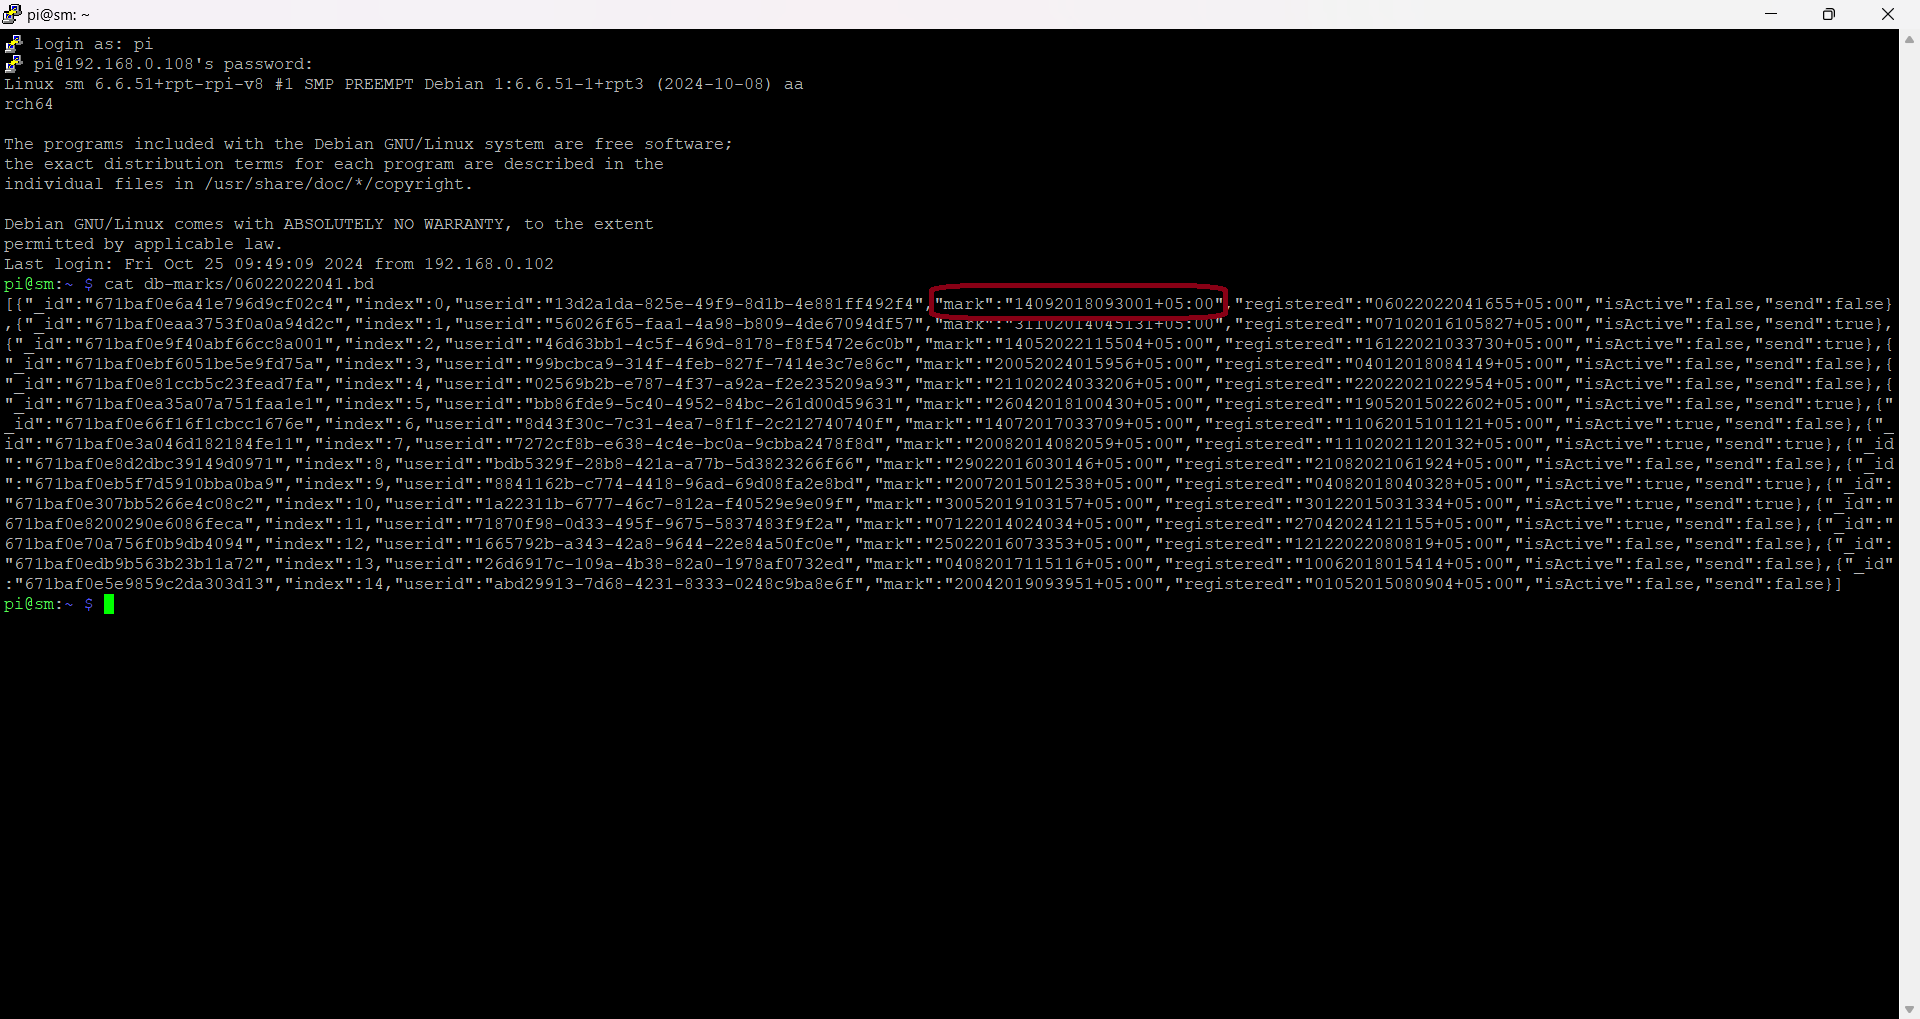 pi@sm: ~
login as: pi
pi@192.168.0.108's password:
Linux sm 6.6.51+rpt-rpi-v8 #1 SMP PREEMPT Debian 1:6.6.51-1+rpt3 (2024-10-08) aa
rch64
The programs included with the Debian GNU/Linux system are free software;
the exact distribution terms for each program are described in the
individual files in /usr/share/doc/*/copyright.
Debian GNU/Linux comes with ABSOLUTELY NO WARRANTY, to the extent
permitted by applicable law.
Last login: Fri Oct 25 09:49:09 2024 from 192.168.0.102
pi@sm:~ $ cat db-marks/06022022041.bd
[{"_id":"671baf0e6a41e796d9cf02c4","index":0,"userid":"13d2a1da-825e-49f9-8d1b-4e881ff492f4","mark":"14092018093001+05:00","registered":"06022022041655+05:00","isActive":false,"send":false}
,{"_id":"671baf0eaa3753f0a0a94d2c","index":1,"userid":"56026f65-faa1-4a98-b809-4de67094df57","mark":"31102014045131+05:00","registered":"07102016105827+05:00","isActive":false,"send":true},
{"_id":"671baf0e9f40abf66cc8a001","index":2,"userid":"46d63bb1-4c5f-469d-8178-f8f5472e6c0b","mark":"14052022115504+05:00","registered":"16122021033730+05:00","isActive":false,"send":true},{
"_id":"671baf0ebf6051be5e9fd75a","index":3,"userid":"99bcbca9-314f-4feb-827f-7414e3c7e86c","mark":"20052024015956+05:00","registered":"04012018084149+05:00","isActive":false,"send":false},{
"_id":"671baf0e81ccb5c23fead7fa","index":4,"userid":"02569b2b-e787-4f37-a92a-f2e235209a93","mark":"21102024033206+05:00","registered":"22022021022954+05:00","isActive":false,"send":false},{
"_id":"671baf0ea35a07a751faa1e1","index":5,"userid":"bb86fde9-5c40-4952-84bc-261d00d59631","mark":"26042018100430+05:00","registered":"19052015022602+05:00","isActive":false,"send":true},{"
_id":"671baf0e66f16f1cbcc1676e","index":6,"userid":"8d43f30c-7c31-4ea7-8f1f-2c212740740f","mark":"14072017033709+05:00","registered":"11062015101121+05:00","isActive":true,"send":false},{"_
id":"671baf0e3a046d182184fe11","index":7,"userid":"7272cf8b-e638-4c4e-bc0a-9cbba2478f8d","mark":"20082014082059+05:00","registered":"11102021120132+05:00","isActive":true,"send":true},{"_id
":"671baf0e8d2dbc39149d0971","index":8,"userid":"bdb5329f-28b8-421a-a77b-5d3823266f66","mark":"29022016030146+05:00","registered":"21082021061924+05:00","isActive":false,"send":false},{"_id
":"671baf0eb5f7d5910bba0ba9","index":9,"userid":"8841162b-c774-4418-96ad-69d08fa2e8bd","mark":"20072015012538+05:00","registered":"04082018040328+05:00","isActive":true,"send":true},{"_id":
"671baf0e307bb5266e4c08c2","index":10,"userid":"1a22311b-6777-46c7-812a-f40529e9e09f","mark":"30052019103157+05:00","registered":"30122015031334+05:00","isActive":true,"send":true},{"_id":"
671baf0e8200290e6086feca","index":11,"userid":"71870f98-0d33-495f-9675-5837483f9f2a","mark":"07122014024034+05:00","registered":"27042024121155+05:00","isActive":true,"send":false},{"_id":"
671baf0e70a756f0b9db4094","index":12,"userid":"1665792b-a343-42a8-9644-22e84a50fc0e","mark":"25022016073353+05:00","registered":"12122022080819+05:00","isActive":false,"send":false},{"_id":
"671baf0edb9b563b23b11a72","index":13,"userid":"26d6917c-109a-4b38-82a0-1978af0732ed","mark":"04082017115116+05:00","registered":"10062018015414+05:00","isActive":false,"send":false},{"_id"
:"671baf0e5e9859c2da303d13","index":14,"userid":"abd29913-7d68-4231-8333-0248c9ba8e6f","mark":"20042019093951+05:00","registered":"01052015080904+05:00","isActive":false,"send":false}]
pi@sm:~ $